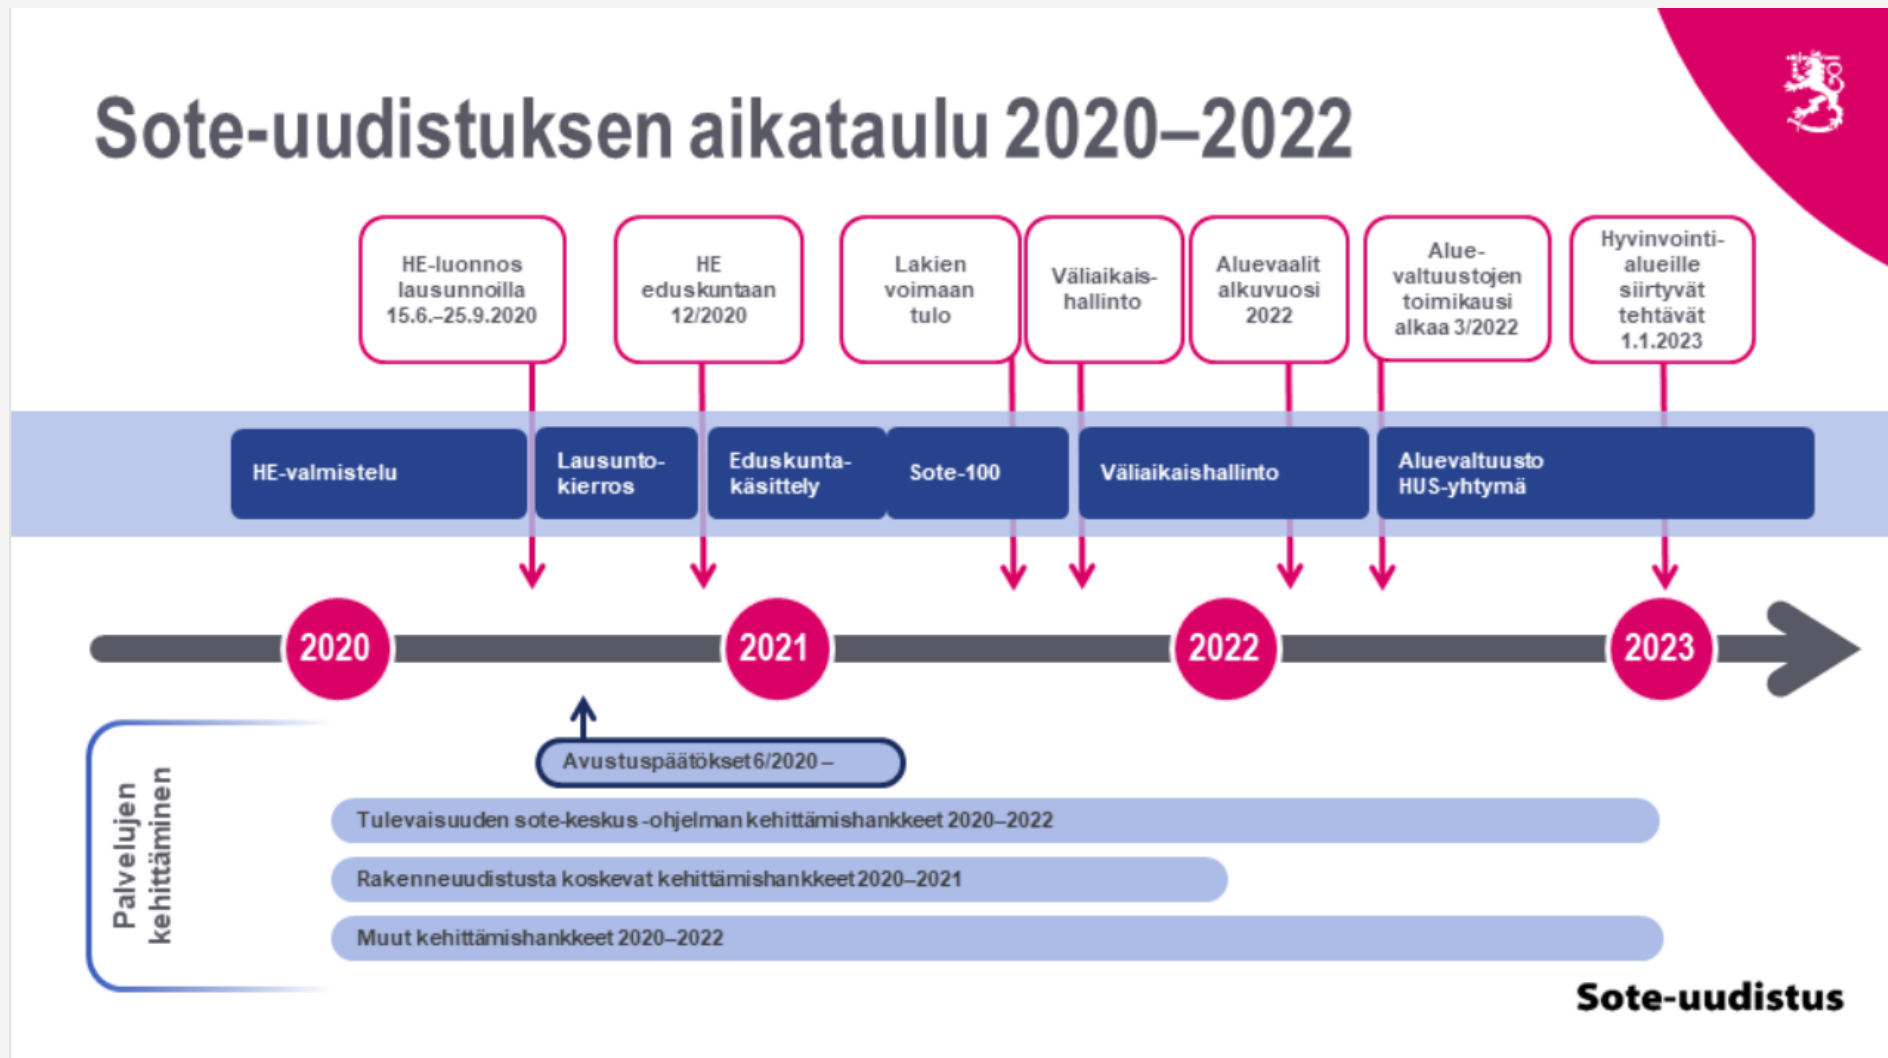 Sote-uudistuksen aikataulu 2020–2022
HE-luonnos
lausunnoilla
15.6.–25.9.2020
HE
eduskuntaan
12/2020
Lakien
voimaan
tulo
Väliaikais-
hallinto
Aluevaalit
alkuvuosi
2022
Alue-
valtuustojen
toimikausi
alkaa 3/2022
Hyvinvointi-
alueille
siirtyvät
tehtävät
1.1.2023
HE-valmistelu
Lausunto-
kierros
Eduskunta-
käsittely
Sote-100
Väliaikaishallinto
Aluevaltuusto
HUS-yhtymä
2020
2021
2022
2023
Palvelujen
kehittäminen
Avustuspäätökset 6/2020 –
Tulevaisuuden sote-keskus -ohjelman kehittämishankkeet 2020–2022
Rakenneuudistusta koskevat kehittämishankkeet 2020–2021
Muut kehittämishankkeet 2020–2022
Sote-uudistus